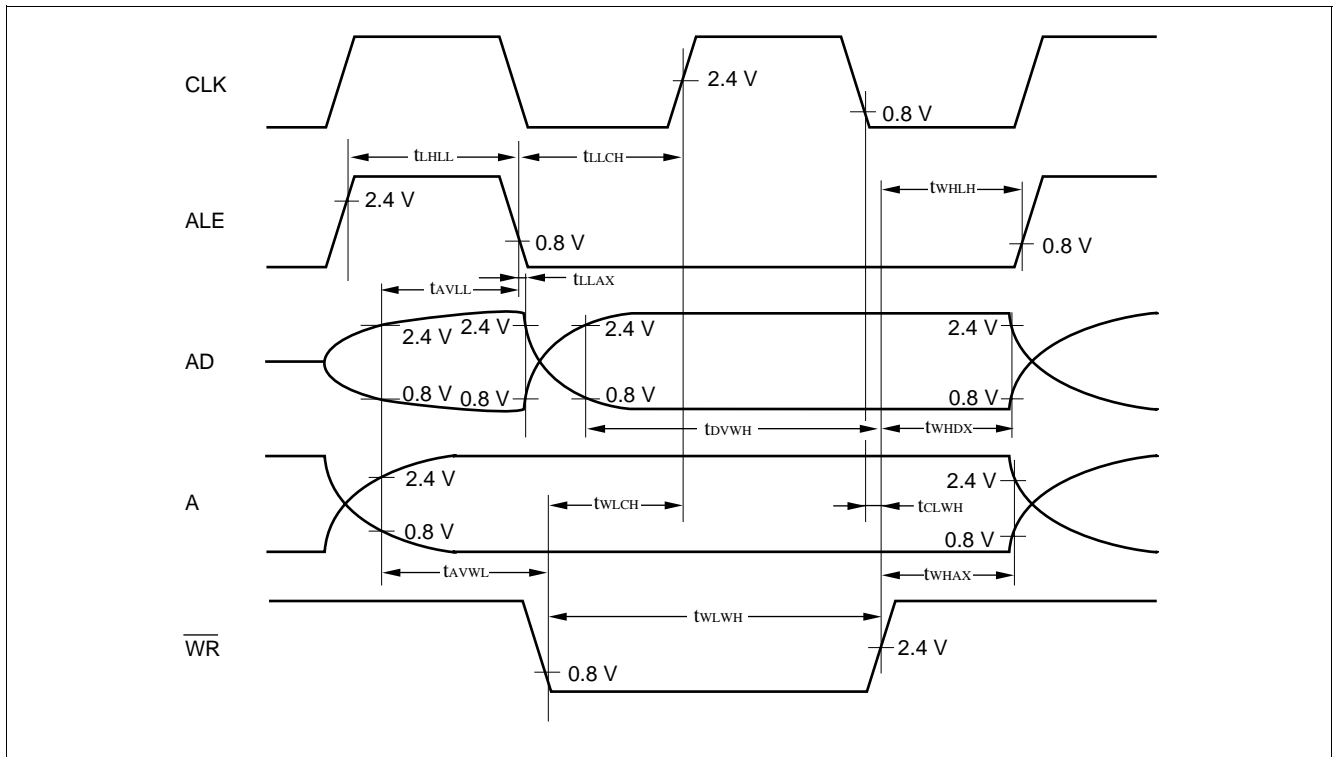 CLK
2.4 V
0.8 V
tLHLL
tLLCH
tWHLH
ALE
2.4 V
0.8 V
0.8 V
tAVLL
tLLAX
AD
2.4 V
2.4 V
2.4 V
2.4 V
0.8 V
0.8 V
0.8 V
0.8 V
tDVWH
tWHDX
A
2.4 V
2.4 V
tWLCH
tCLWH
0.8 V
0.8 V
tAVWL
tWHAX
tWLWH
WR
2.4 V
0.8 V